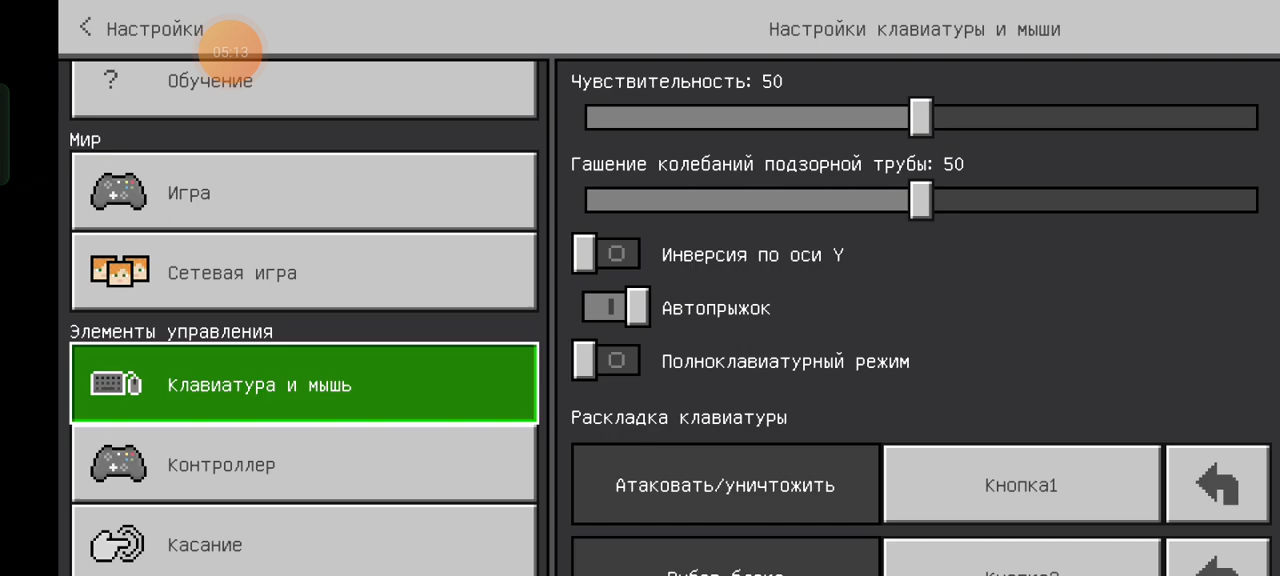 Настройки
Настройки клавиатуры и мыши
05:13
Обучение
Мир
Игра
Сетевая игра
Элементы управления
Клавиатура и мышь
Контроллер
Касание
Чувствительность: 50
Гашение колебаний подзорной трубы: 50
Инверсия по оси Y
Автопрыжок
Полноклавиатурный режим
Раскладка клавиатуры
Атаковать/уничтожить
Кнопка1